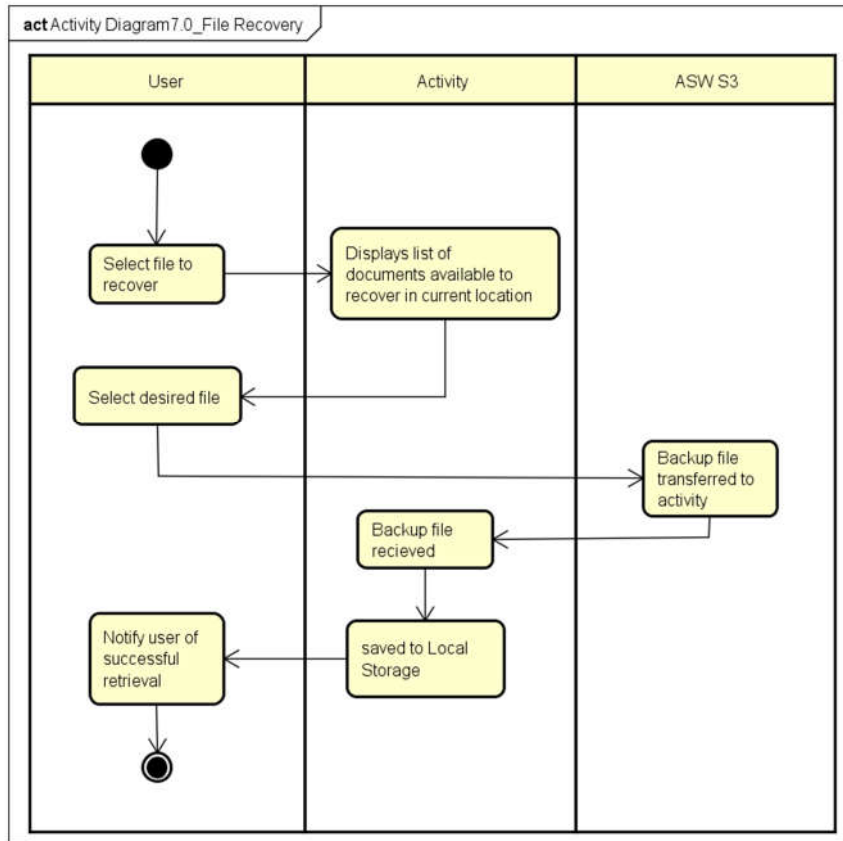 act Activity Diagram7.0_File Recovery
User
Activity
ASW S3
Select file to
recover
Displays list of
documents available to
recover in current location
Select desired file
Backup file
transferred to
activity
Backup file
recieved
saved to Local
Storage
Notify user of
successful
retrieval